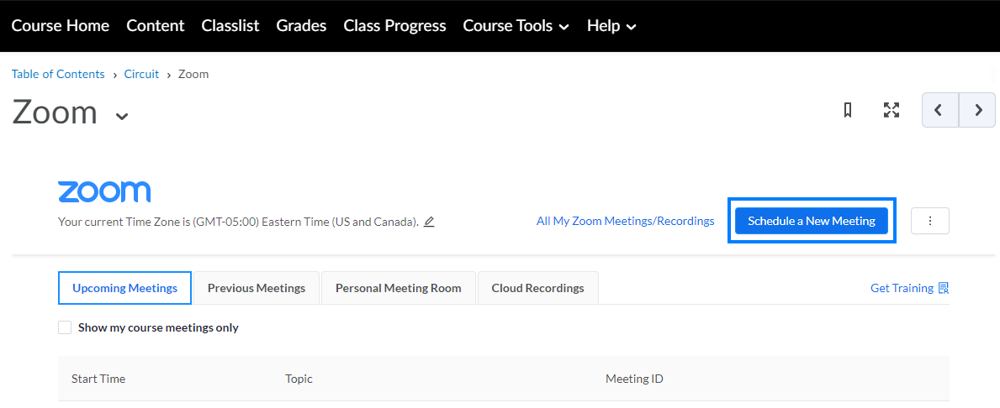 Course Home Content Classlist Grades Class Progress Course Tools Help
Table of Contents › Circuit › Zoom
Zoom
zoom
Your current Time Zone is (GMT-05:00) Eastern Time (US and Canada).
All My Zoom Meetings/Recordings Schedule a New Meeting
Upcoming Meetings Previous Meetings Personal Meeting Room Cloud Recordings Get Training
Show my course meetings only
Start Time Topic Meeting ID